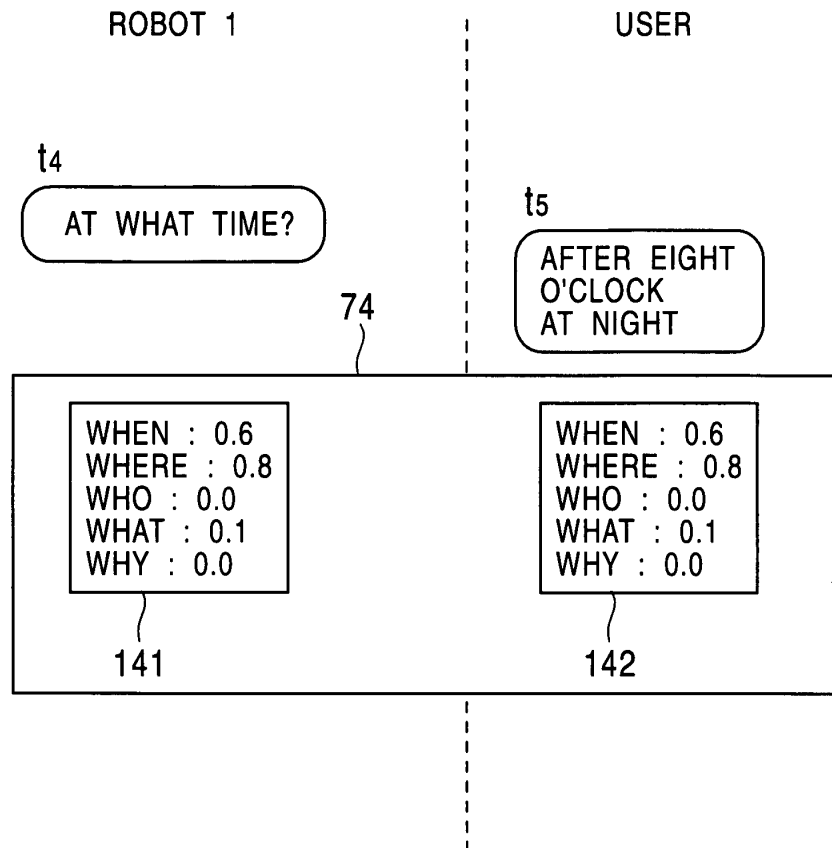 ROBOT 1
USER
t4
AT WHAT TIME?
t5
AFTER EIGHT
O'CLOCK
AT NIGHT
74
WHEN : 0.6
WHERE : 0.8
WHO : 0.0
WHAT : 0.1
WHY : 0.0
141
WHEN : 0.6
WHERE : 0.8
WHO : 0.0
WHAT : 0.1
WHY : 0.0
142